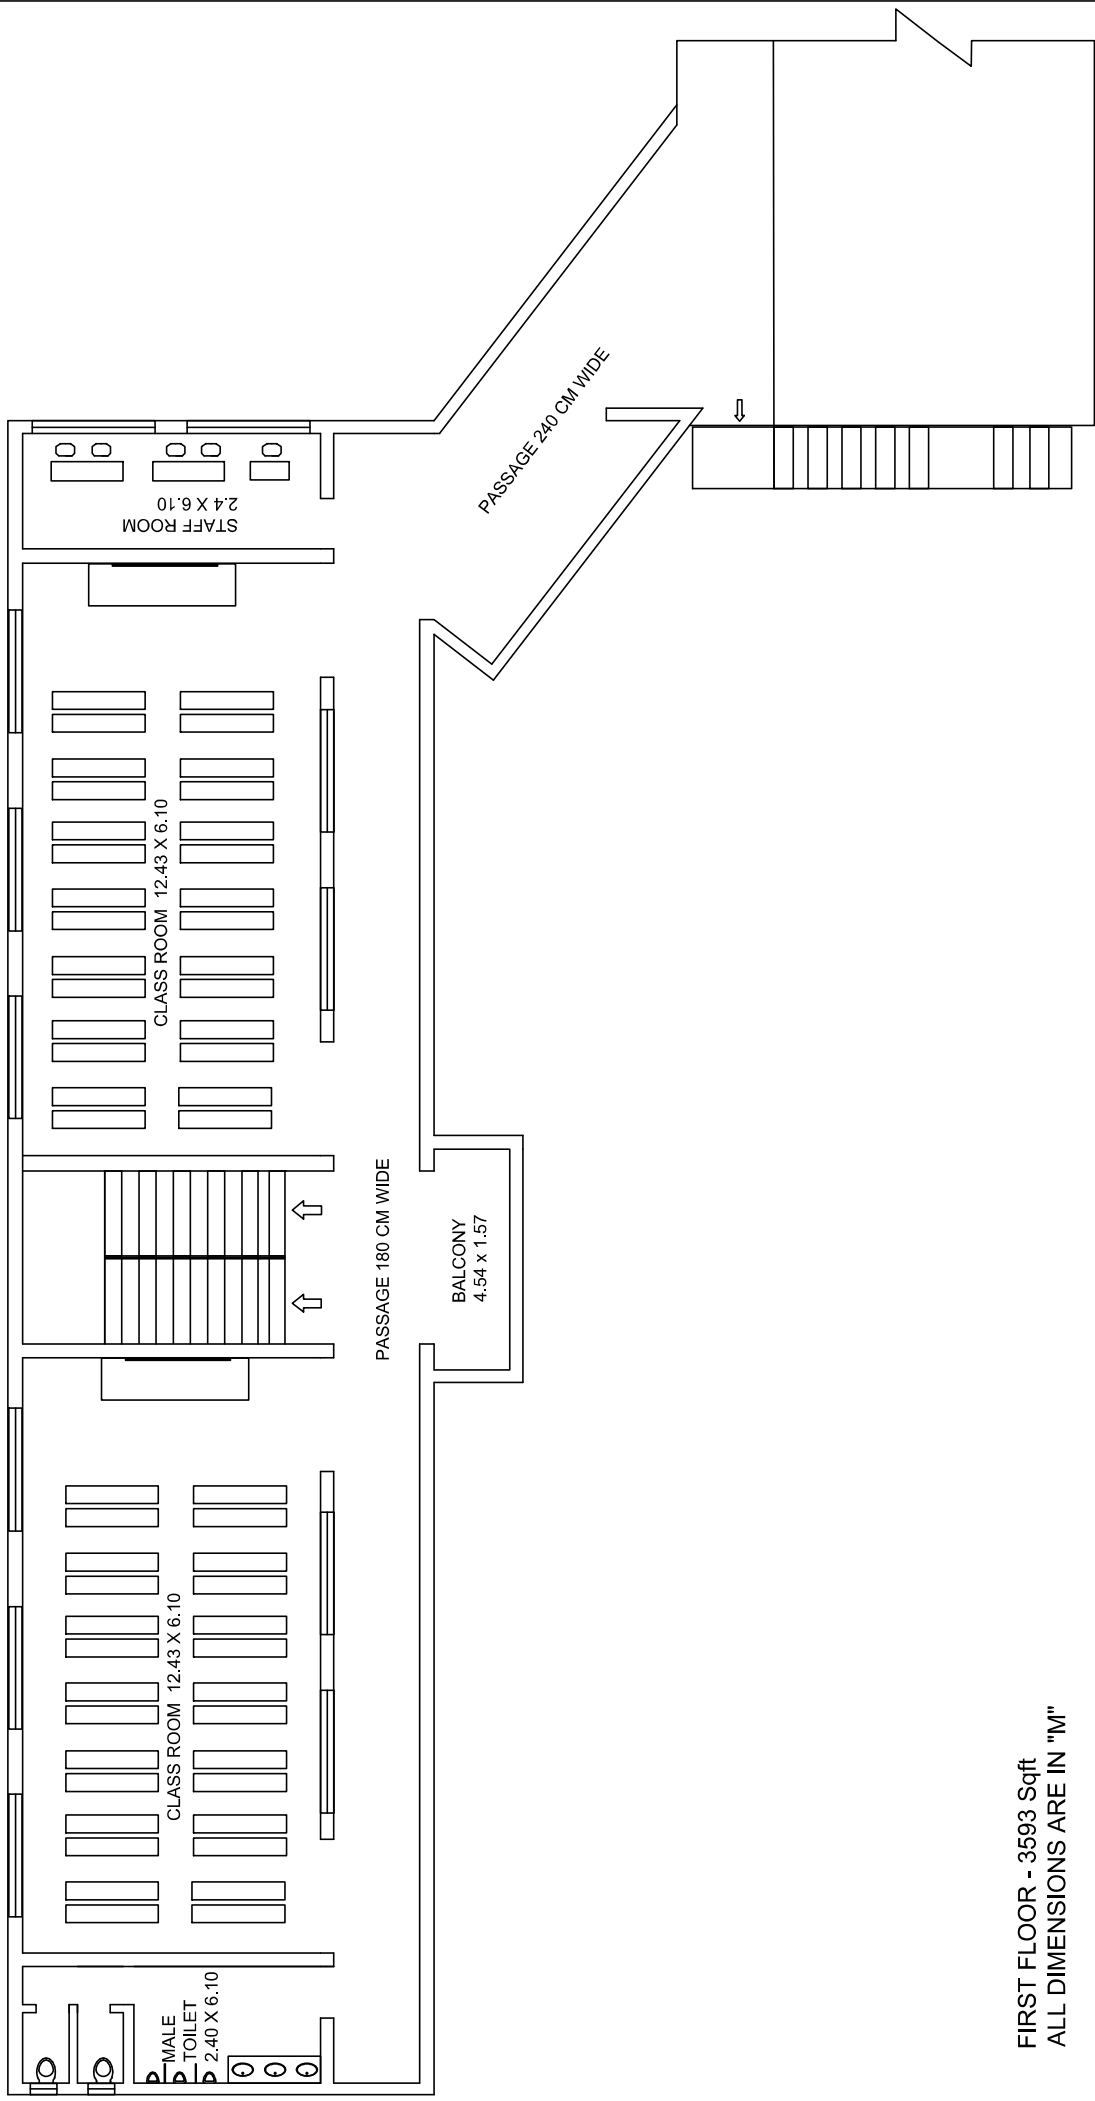 STAFF ROOM
2.4 X 6.10
PASSAGE 240 CM WIDE
CLASS ROOM 12.43 X 6.10
PASSAGE 180 CM WIDE
BALCONY
4.54 x 1.57
CLASS ROOM 12.43 X 6.10
MALE
TOILET
2.40 X 6.10
FIRST FLOOR - 3593 Sqft
ALL DIMENSIONS ARE IN "M"